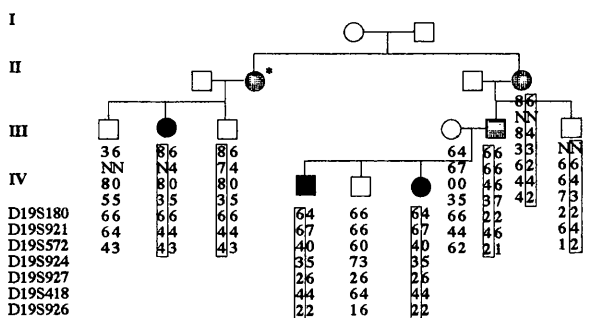 I
II *
III
IV
86
NN
84
33
62
44
42
36 86 86
NN N4 74
80 80 80
55 35 35
66 66 66
64 44 44
43 43 43
64 66
67 66
00 46
35 37
66 22
44 46
62 21
NN
66
64
73
22
64
12
D19S180 64 66 64
D19S921 67 66 67
D19S572 40 60 40
D19S924 35 73 35
D19S927 26 26 26
D19S418 44 64 44
D19S926 22 16 22